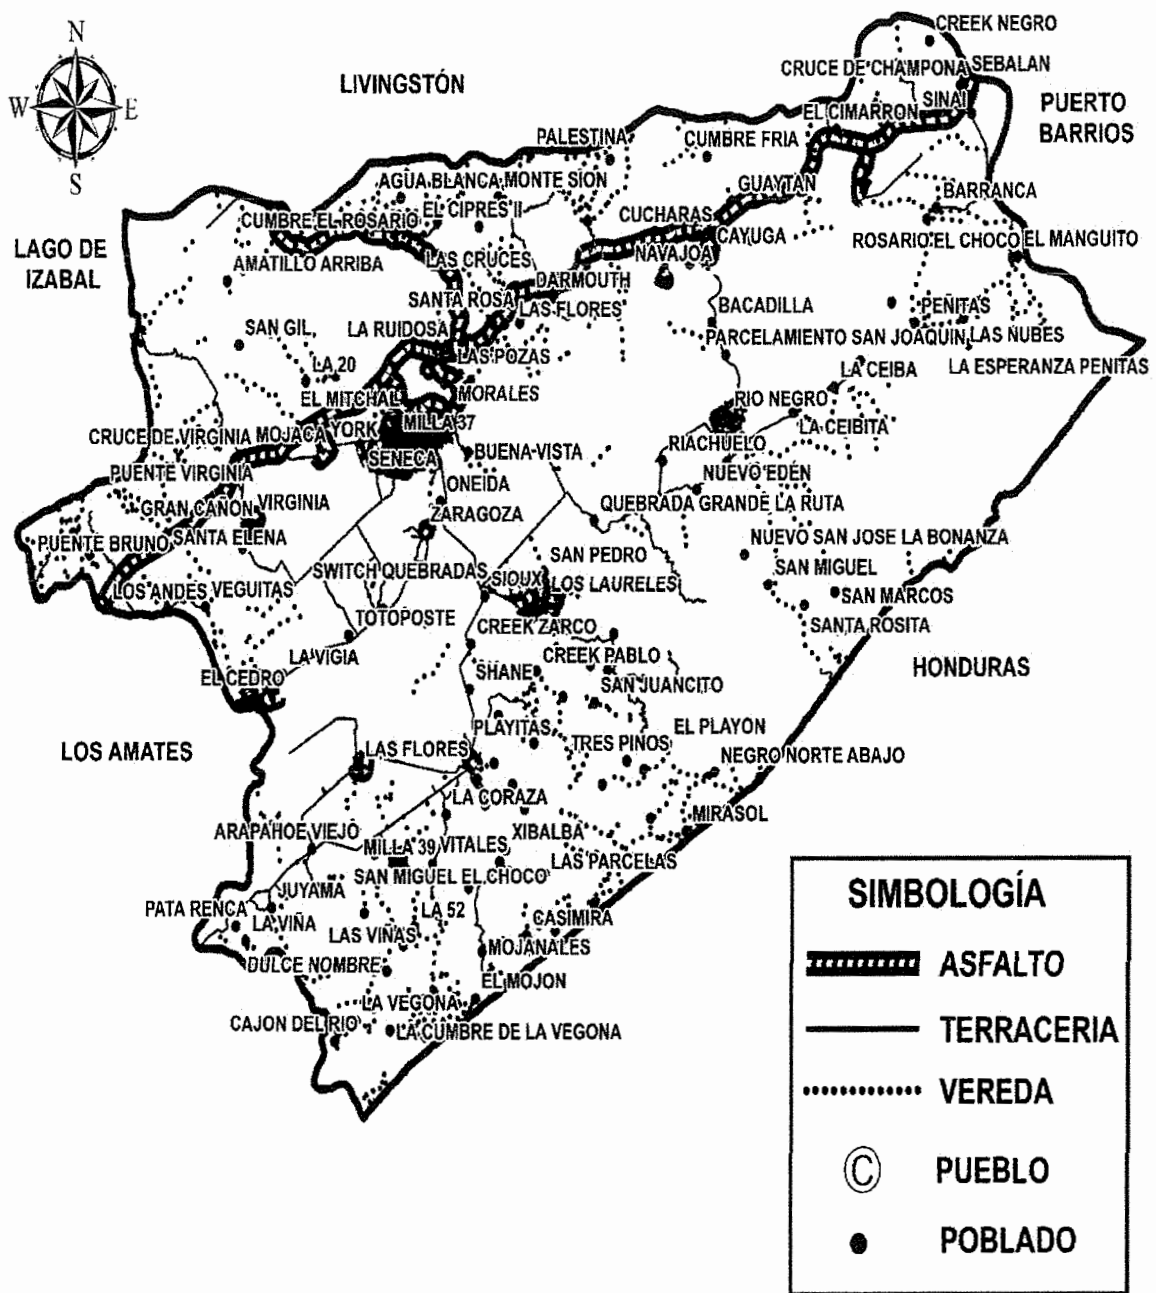 N
CREEK NEGRO
LIVINGSTÓN
CRUCE DE CHAMPONA SEBALAN
W E
EL CIMARRON SINAI
PUERTO
BARRIOS
PALESTINA CUMBRE FRIA
S
AGUA BLANCA MONTE SION GUAYTAN BARRANCA
CUMBRE EL ROSARIO EL CIPRES II CUCHARAS
LAGO DE
IZABAL
CAYUGA ROSARIO EL CHOCO EL MANGUITO
AMATILLO ARRIBA LAS CRUCES NAVAJOA
SANTA ROSA DARMOUTH
LAS FLORES BACADILLA PEÑITAS
SAN GIL LA RUIDOSA PARCELAMIENTO SAN JOAQUIN LAS NUBES
LA 20 LAS POZAS LA CEIBA LA ESPERANZA PENITAS
EL MITCHAL MORALES RIO NEGRO
CRUCE DE VIRGINIA MOJACA YORK MILLA 37 LA CEIBITA
SENECA BUENA VISTA RIACHUELO
PUENTE VIRGINIA ONEIDA NUEVO EDÉN
GRAN CAÑON VIRGINIA ZARAGOZA QUEBRADA GRANDE LA RUTA
PUENTE BRUNO SANTA ELENA NUEVO SAN JOSE LA BONANZA
SAN PEDRO
SWITCH QUEBRADAS SIOUX LOS LAURELES SAN MIGUEL
LOS ANDES VEGUITAS SAN MARCOS
TOTOPOSTE CREEK ZARCO SANTA ROSITA
LA VIGIA CREEK PABLO
EL CEDRO SHANE SAN JUANCITO HONDURAS
PLAYITAS EL PLAYON
LOS AMATES LAS FLORES TRES PINOS NEGRO NORTE ABAJO
LA CORAZA
MIRASOL
ARAPAHOE VIEJO MILLA 39 VITALES XIBALBA
LAS PARCELAS
JUYAMA SAN MIGUEL EL CHOCO
PATA RENCA LA VIÑA LA 52 CASIMIRA
LAS VIÑAS MOJANALES
DULCE NOMBRE EL MOJON
LA VEGONA
CAJON DEL RIO LA CUMBRE DE LA VEGONA
SIMBOLOGÍA
ASFALTO
TERRACERIA
VEREDA
C PUEBLO
POBLADO